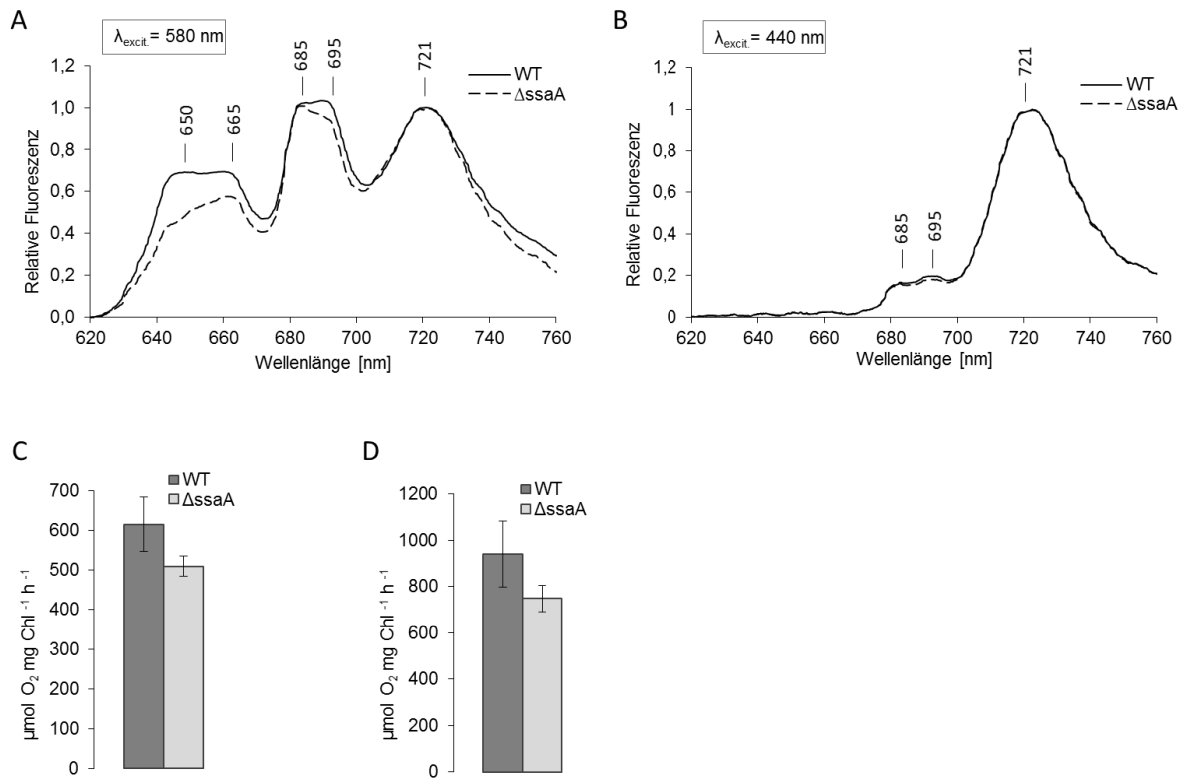 A
λexcit.= 580 nm
685
695
721
650
665
WT
ΔssaA
1,2
1,0
0,8
0,6
0,4
0,2
0,0
Relative Fluoreszenz
620 640 660 680 700 720 740 760
Wellenlänge [nm]
B
λexcit.= 440 nm
721
685
695
WT
ΔssaA
1,2
1
0,8
0,6
0,4
0,2
0
Relative Fluoreszenz
620 640 660 680 700 720 740 760
Wellenlänge [nm]
C
WT
ΔssaA
700
600
500
400
300
200
100
0
µmol O2 mg Chl -1 h -1
D
WT
ΔssaA
1200
1000
800
600
400
200
0
µmol O2 mg Chl -1 h -1